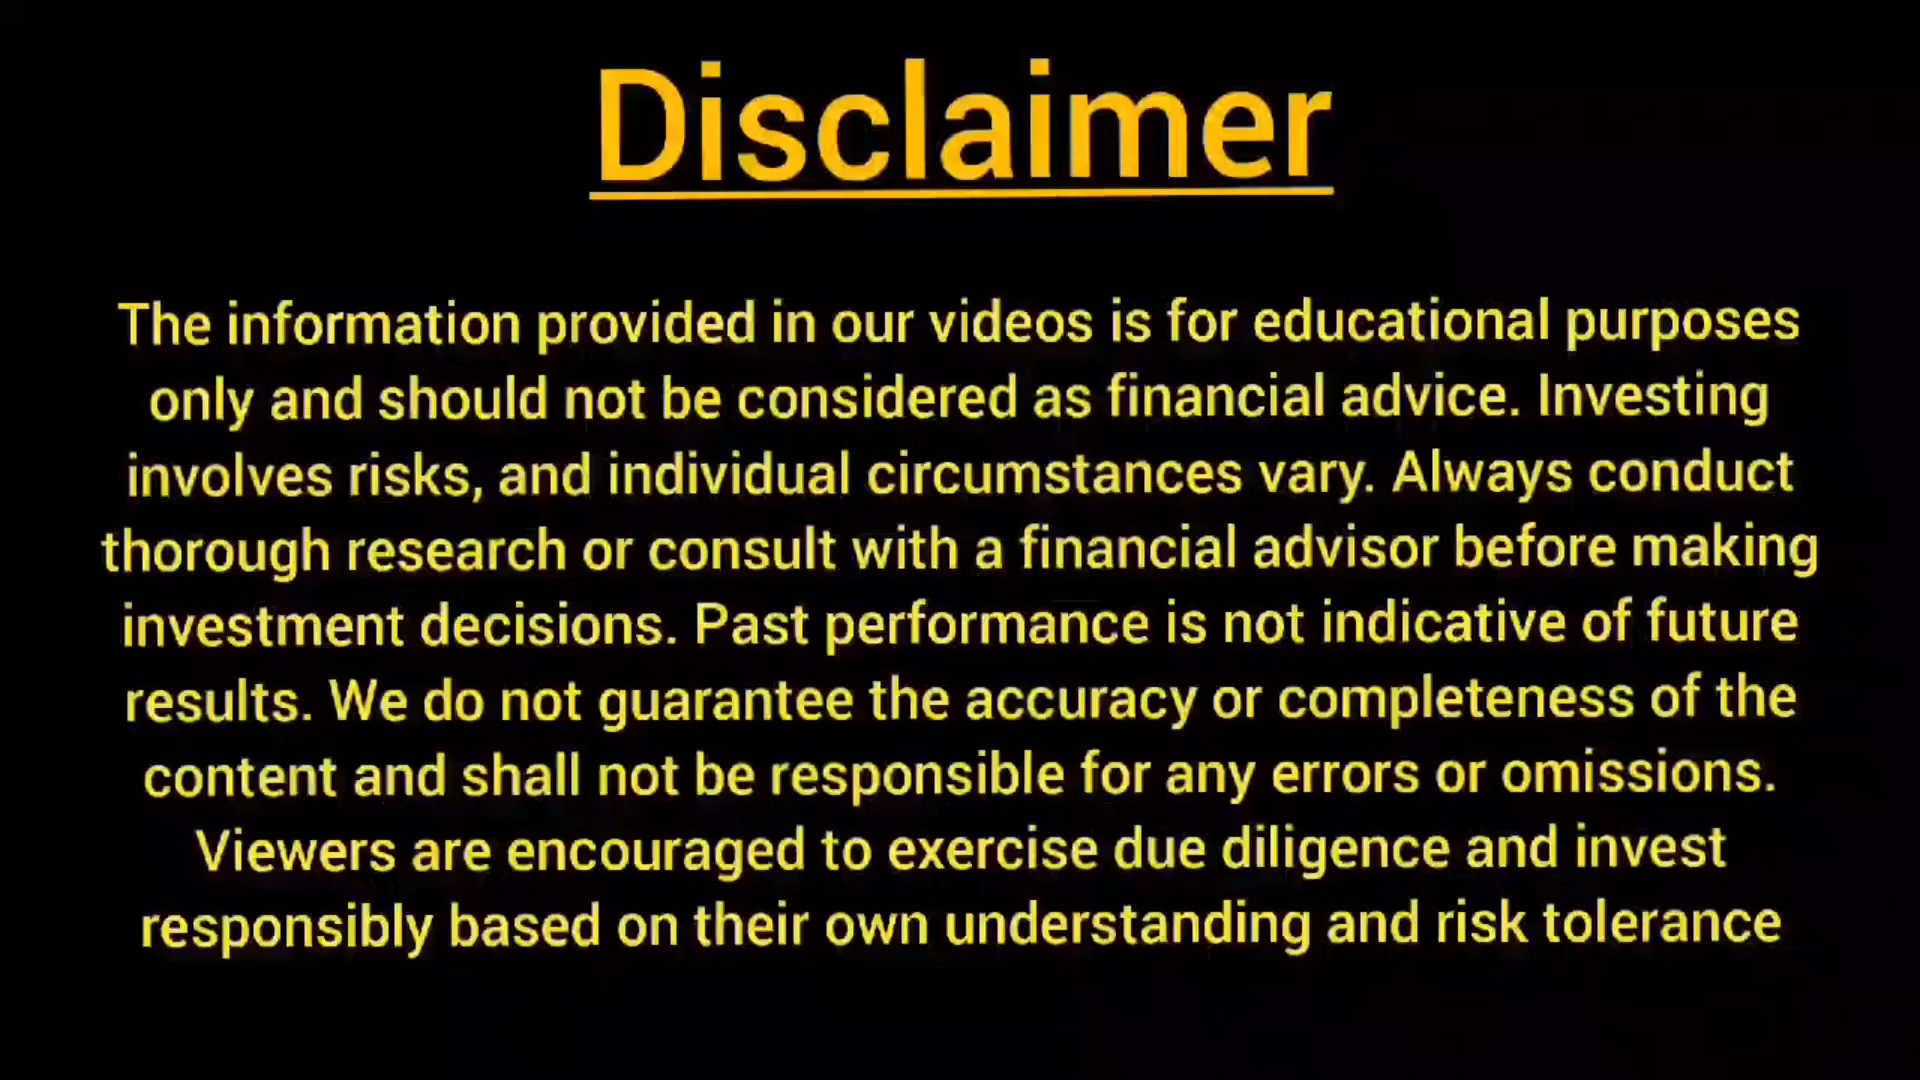 Disclaimer
The information provided in our videos is for educational purposes
only and should not be considered as financial advice. Investing
involves risks, and individual circumstances vary. Always conduct
thorough research or consult with a financial advisor before making
investment decisions. Past performance is not indicative of future
results. We do not guarantee the accuracy or completeness of the
content and shall not be responsible for any errors or omissions.
Viewers are encouraged to exercise due diligence and invest
responsibly based on their own understanding and risk tolerance